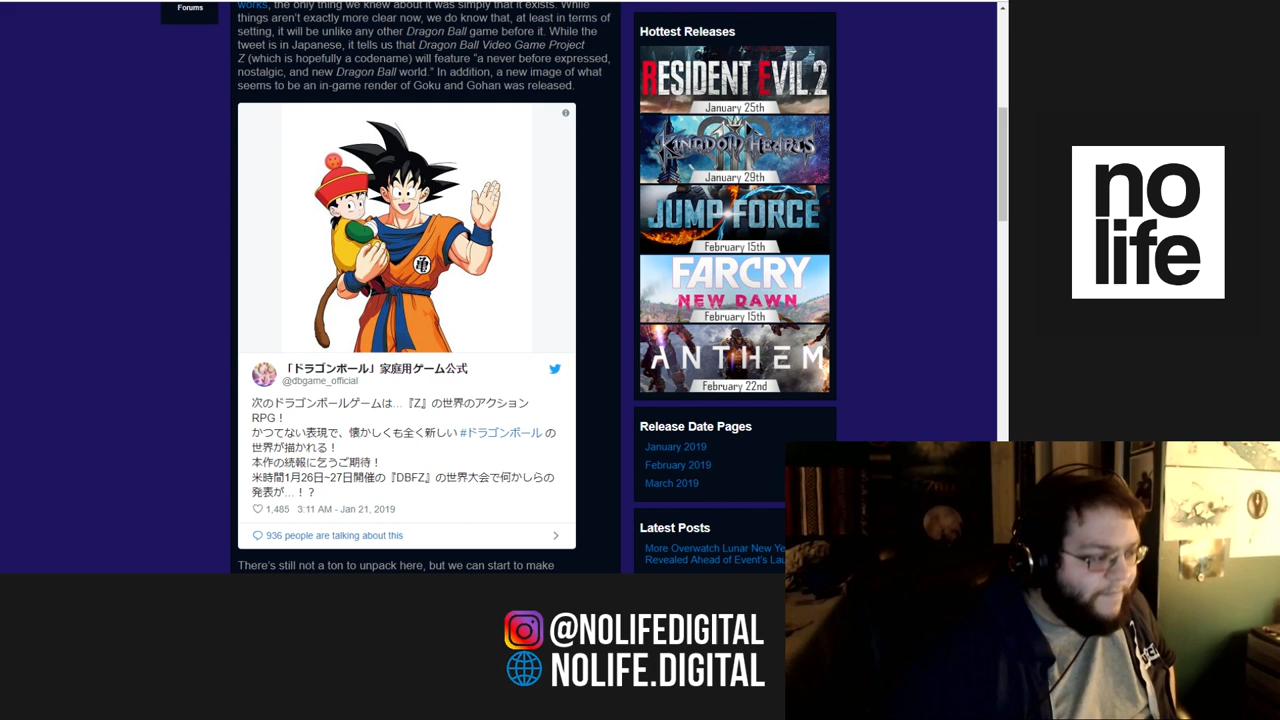 Forums
works, the only thing we knew about it was simply that it exists. While
things aren't exactly more clear now, we do know that, at least in terms of
setting, it will be unlike any other Dragon Ball game before it. While the
tweet is in Japanese, it tells us that Dragon Ball Video Game Project
Z (which is hopefully a codename) will feature "a never before expressed,
nostalgic, and new Dragon Ball world." In addition, a new image of what
seems to be an in-game render of Goku and Gohan was released.
亀
「ドラゴンボール」家庭用ゲーム公式
@dbgame_official
次のドラゴンボールゲームは…『Z』の世界のアクション
RPG！
かつてない表現で、懐かしくも全く新しい #ドラゴンボール の
世界が描かれる！
本作の続報に乞うご期待！
米時間1月26日~27日開催の『DBFZ』の世界大会で何かしらの
発表が…！？
1,485 3:11 AM - Jan 21, 2019
936 people are talking about this
There's still not a ton to unpack here, but we can start to make
Hottest Releases
RESIDENT EVIL 2
January 25th
KINGDOM HEARTS
January 29th
JUMP FORCE
February 15th
FARCRY
NEW DAWN
February 15th
ANTHEM
February 22nd
Release Date Pages
January 2019
February 2019
March 2019
Latest Posts
More Overwatch Lunar New Ye
Revealed Ahead of Event's Lau
no
life
@NOLIFEDIGITAL
NOLIFE.DIGITAL